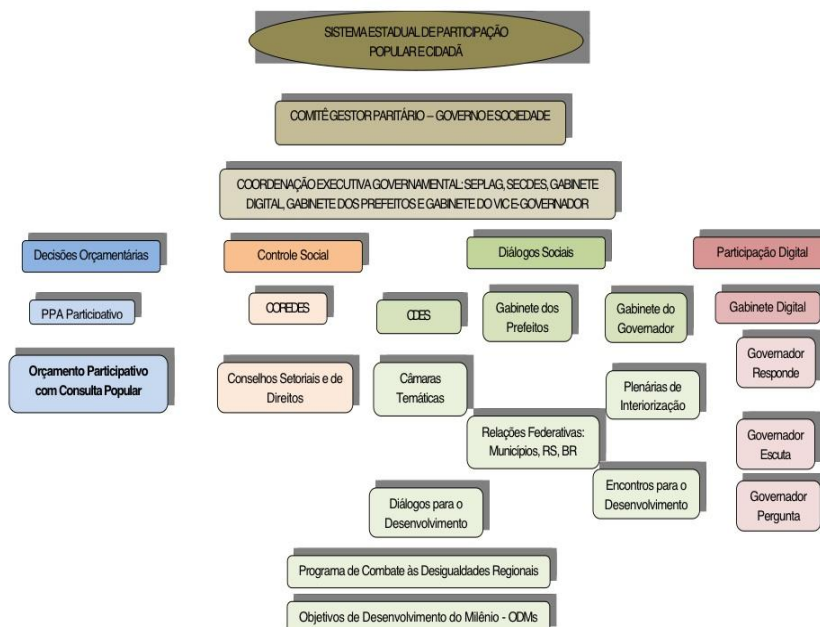 SISTEMA ESTADUAL DE PARTICIPAÇÃO
POPULAR E CIDADÃ
COMITÊ GESTOR PARITÁRIO – GOVERNO E SOCIEDADE
COORDENAÇÃO EXECUTIVA GOVERNAMENTAL: SEPLAG, SECDES, GABINETE
DIGITAL, GABINETE DOS PREFEITOS E GABINETE DO VICE-GOVERNADOR
Decisões Orçamentárias
Controle Social
Diálogos Sociais
Participação Digital
PPA Participativo
COREDES
CDES
Gabinete dos
Prefeitos
Gabinete do
Governador
Gabinete Digital
Orçamento Participativo
com Consulta Popular
Conselhos Setoriais e de
Direitos
Câmaras
Temáticas
Plenárias de
Interiorização
Governador
Responde
Relações Federativas:
Municípios, RS, BR
Governador
Escuta
Diálogos para o
Desenvolvimento
Encontros para o
Desenvolvimento
Governador
Pergunta
Programa de Combate às Desigualdades Regionais
Objetivos de Desenvolvimento do Milênio - ODMs